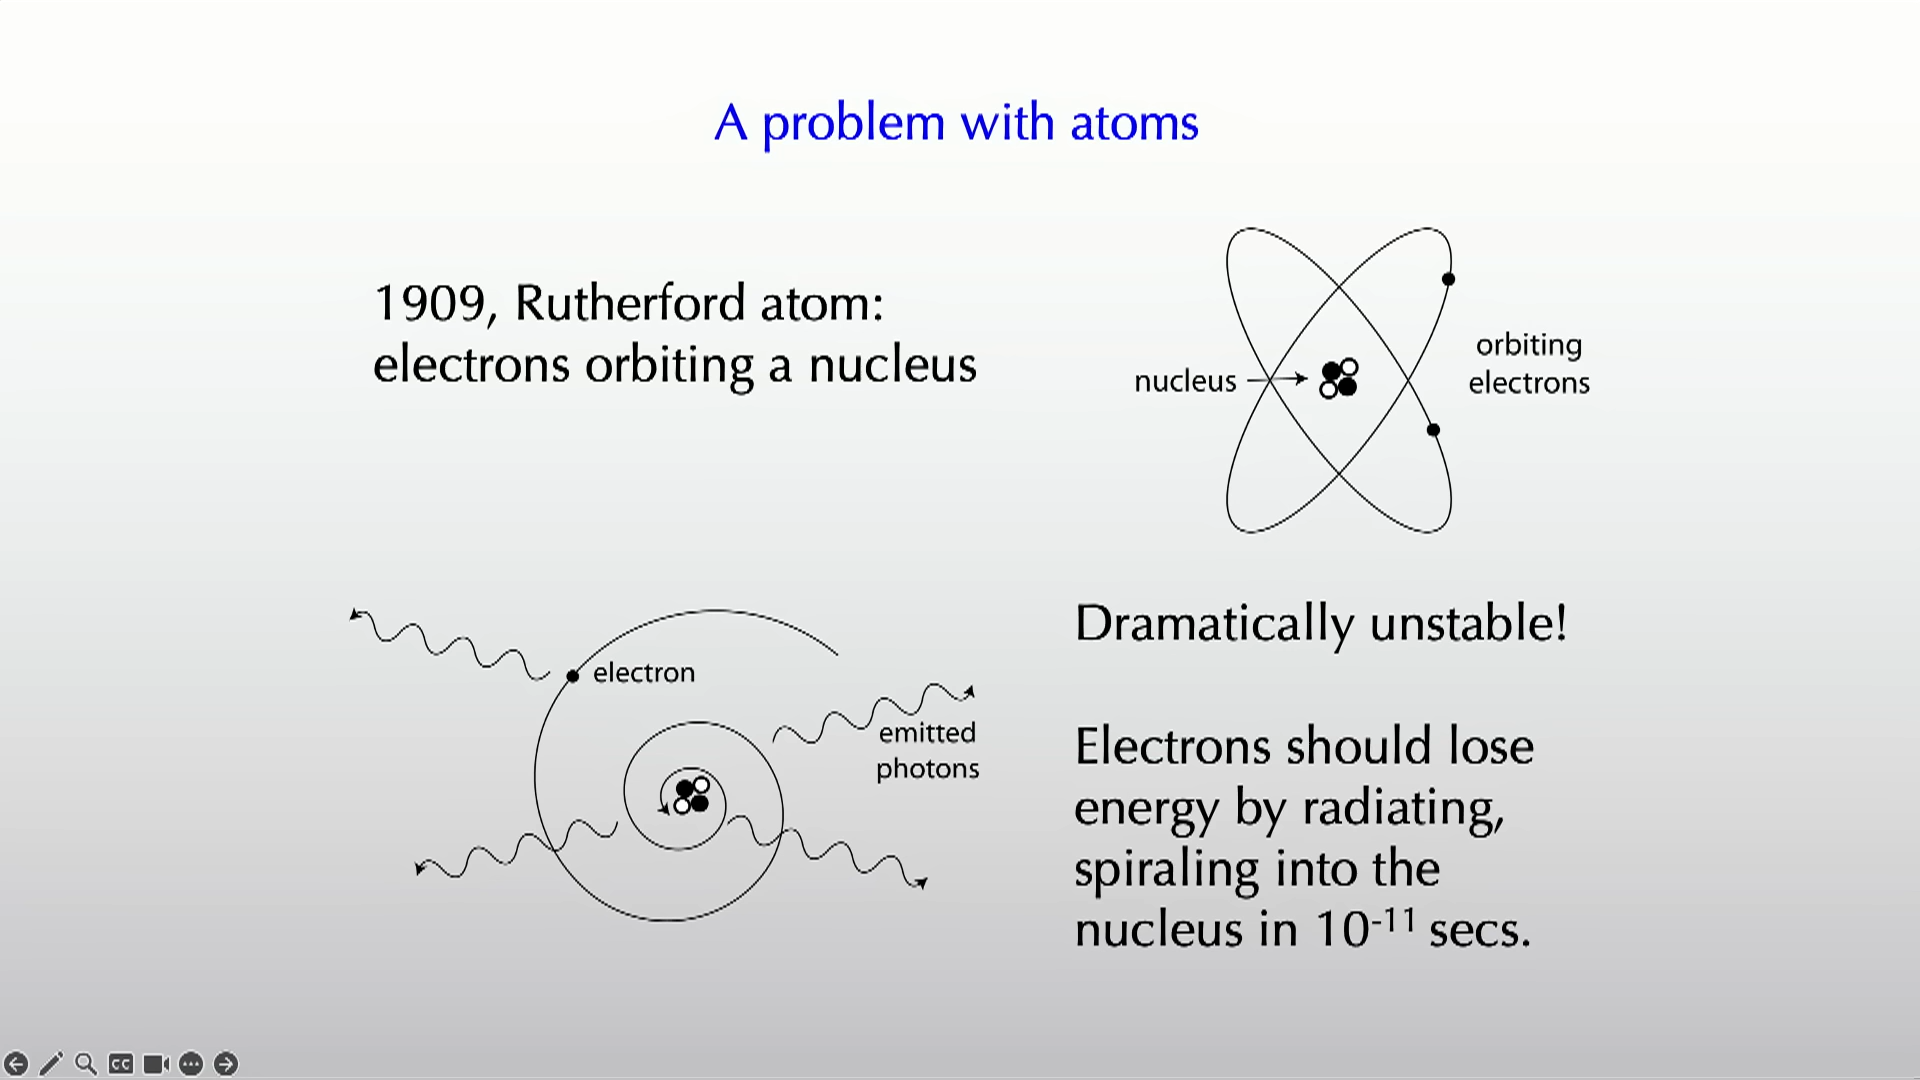 A problem with atoms
1909, Rutherford atom:
electrons orbiting a nucleus
nucleus
orbiting
electrons
electron
emitted
photons
Dramatically unstable!
Electrons should lose
energy by radiating,
spiraling into the
nucleus in 10⁻¹¹ secs.
CC